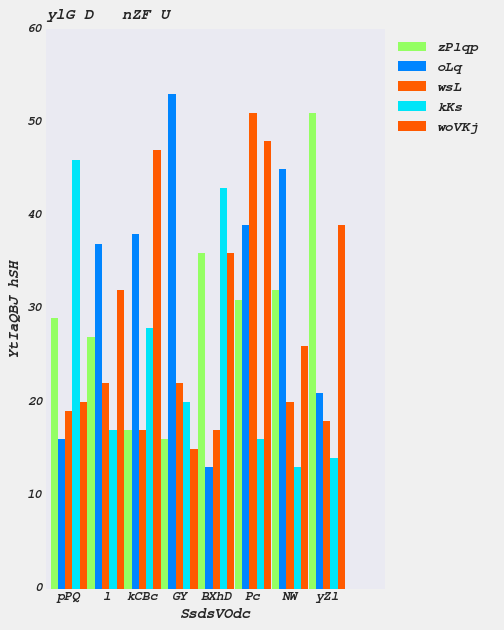 ylG D   nZF U
60
50
40
30
20
10
0
YtIaQBJ hSH
pPQ l kCBc GY BXhD Pc NW yZl
SsdsVOdc
zPlqp
oLq
wsL
kKs
woVKj